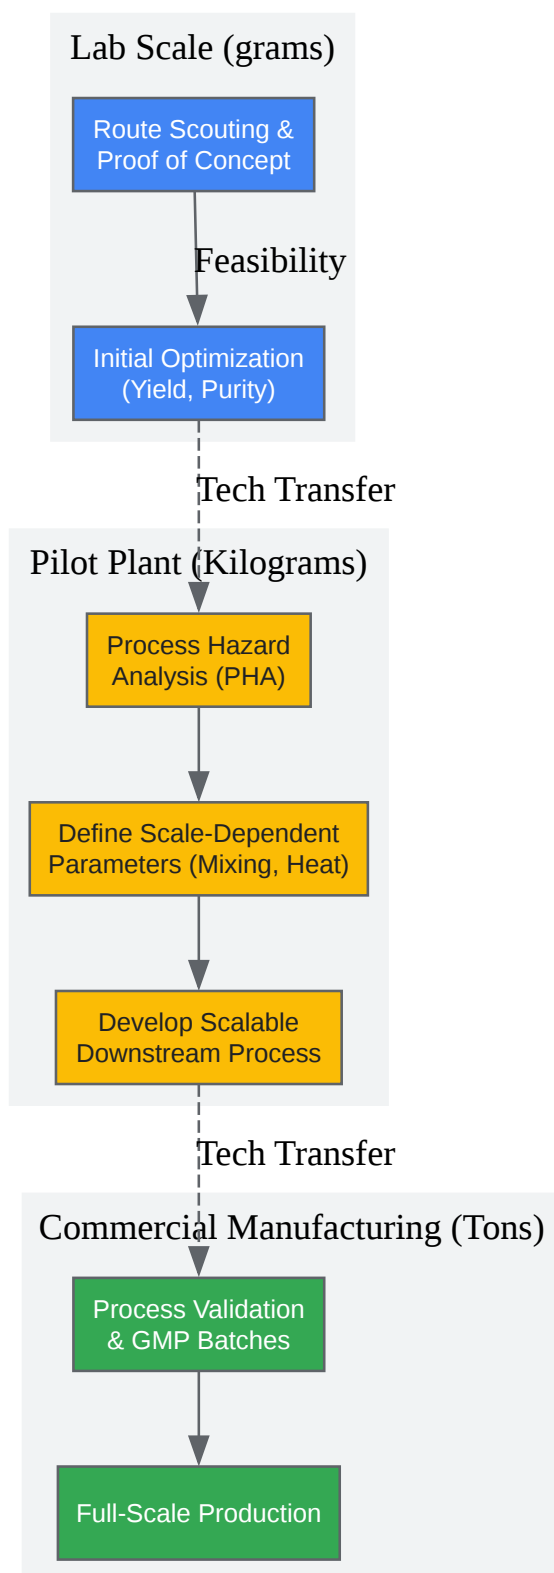 Lab Scale (grams)
Route Scouting &
Proof of Concept
Feasibility
Initial Optimization
(Yield, Purity)
Tech Transfer
Pilot Plant (Kilograms)
Process Hazard
Analysis (PHA)
Define Scale-Dependent
Parameters (Mixing, Heat)
Develop Scalable
Downstream Process
Tech Transfer
Commercial Manufacturing (Tons)
Process Validation
& GMP Batches
Full-Scale Production